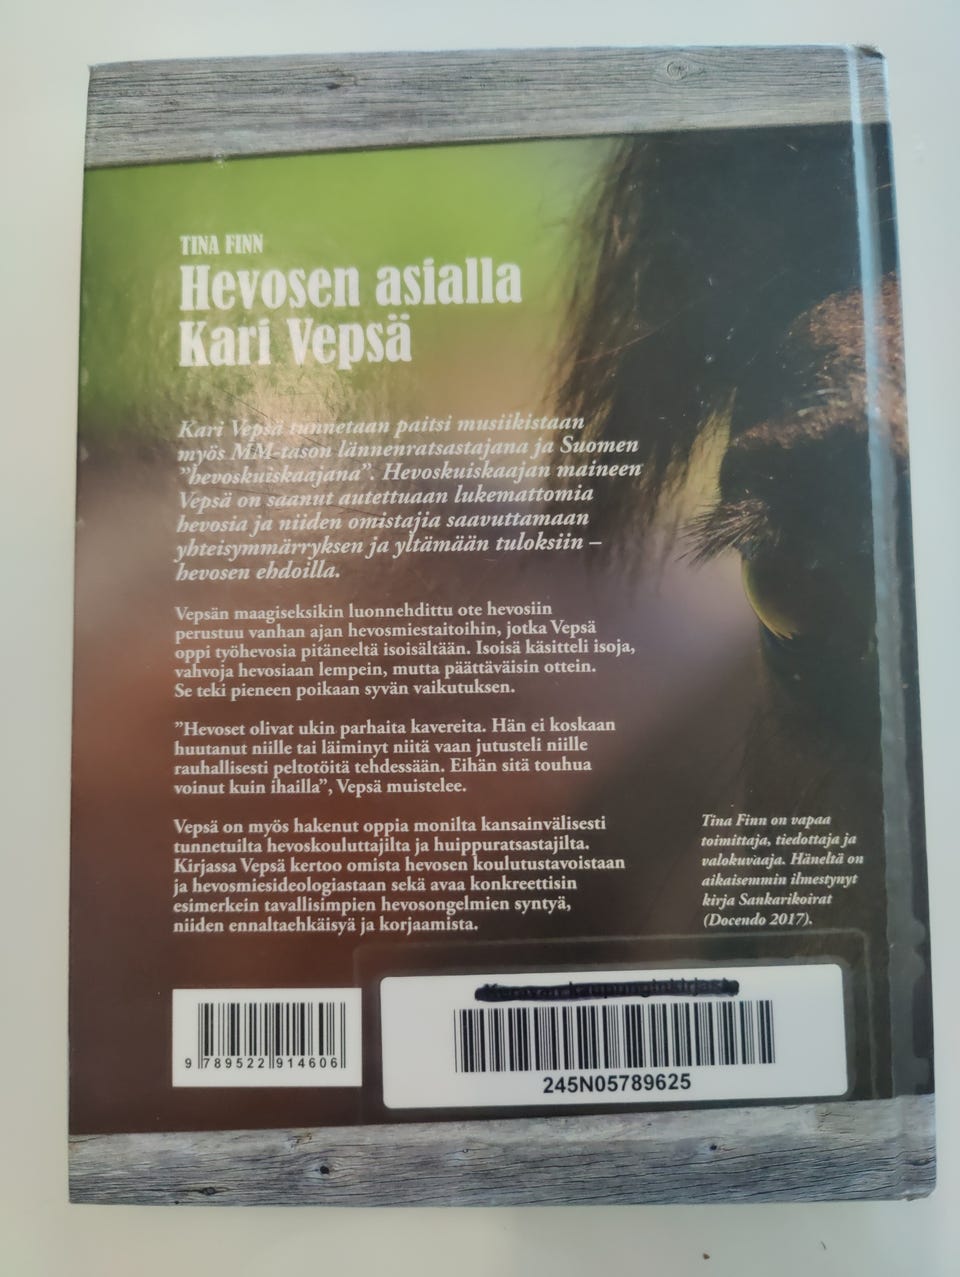 TINA FINN
Hevosen asialla
Kari Vepsä
Kari Vepsä tunnetaan paitsi musiikistaan
myös MM-tason lännenratsastajana ja Suomen
”hevoskuiskaajana”. Hevoskuiskaajan maineen
Vepsä on saanut autettuaan lukemattomia
hevosia ja niiden omistajia saavuttamaan
yhteisymmärryksen ja yltämään tuloksiin –
hevosen ehdoilla.
Vepsän maagiseksikin luonnehdittu ote hevosiin
perustuu vanhan ajan hevosmiestaitoihin, jotka Vepsä
oppi työhevosia pitäneeltä isoisältään. Isoisä käsitteli isoja,
vahvoja hevosiaan lempein, mutta päättäväisin ottein.
Se teki pieneen poikaan syvän vaikutuksen.
”Hevoset olivat ukin parhaita kavereita. Hän ei koskaan
huutanut niille tai läiminyt niitä vaan jutusteli niille
rauhallisesti peltotöitä tehdessään. Eihän sitä touhua
voinut kuin ihailla”, Vepsä muistelee.
Vepsä on myös hakenut oppia monilta kansainvälisesti
tunnetuilta hevoskouluttajilta ja huippuratsastajilta.
Kirjassa Vepsä kertoo omista hevosen koulutustavoistaan
ja hevosmiesideologiastaan sekä avaa konkreettisin
esimerkein tavallisimpien hevosongelmien syntyä,
niiden ennaltaehkäisyä ja korjaamista.
Tina Finn on vapaa
toimittaja, tiedottaja ja
valokuvaaja. Häneltä on
aikaisemmin ilmestynyt
kirja Sankarikoirat
(Docendo 2017).
9 789522 914606
245N05789625